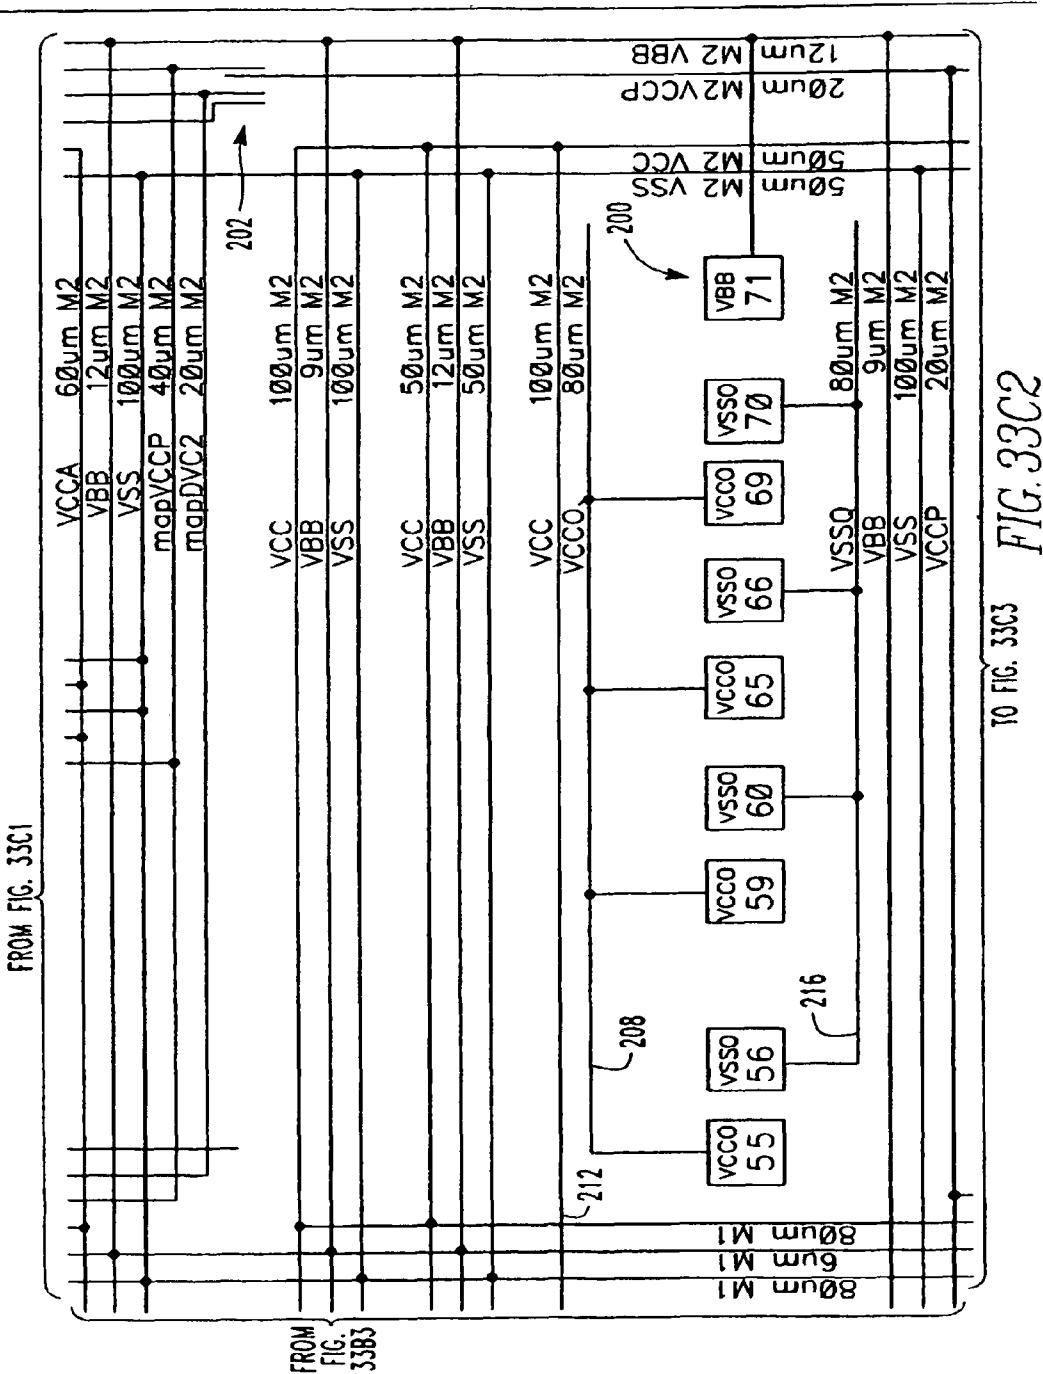 FROM FIG. 33C1
VCCA 60um M2
VBB 12um M2
VSS 100um M2
mapVCCP 40um M2
mapDVC2 20um M2
202
VCC 100um M2
VBB 9um M2
VSS 100um M2
VCC 50um M2
VBB 12um M2
VSS 50um M2
VCC 100um M2
VCCQ 80um M2
212
208
200
VCCQ
55
VSSQ
56
VCCQ
59
VSSQ
60
VCCQ
65
VSSQ
66
VCCQ
69
VSSQ
70
VBB
71
216
VSSQ 80um M2
VBB 9um M2
VSS 100um M2
VCCP 20um M2
12um M2 VBB
20um M2VCCP
50um M2 VCC
50um M2 VSS
80um M1
6um M1
80um M1
FROM
FIG.
33B3
TO FIG. 33C3
FIG. 33C2